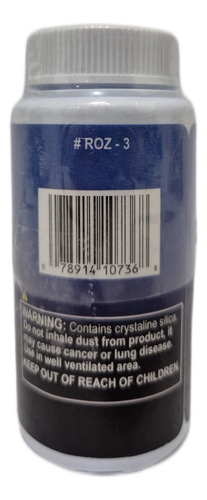 # ROZ - 3
78914 10736
WARNING: Contains crystaline silica.
Do not inhale dust from product, it
may cause cancer or lung disease.
Use in well ventilated area.
KEEP OUT OF REACH OF CHILDREN.